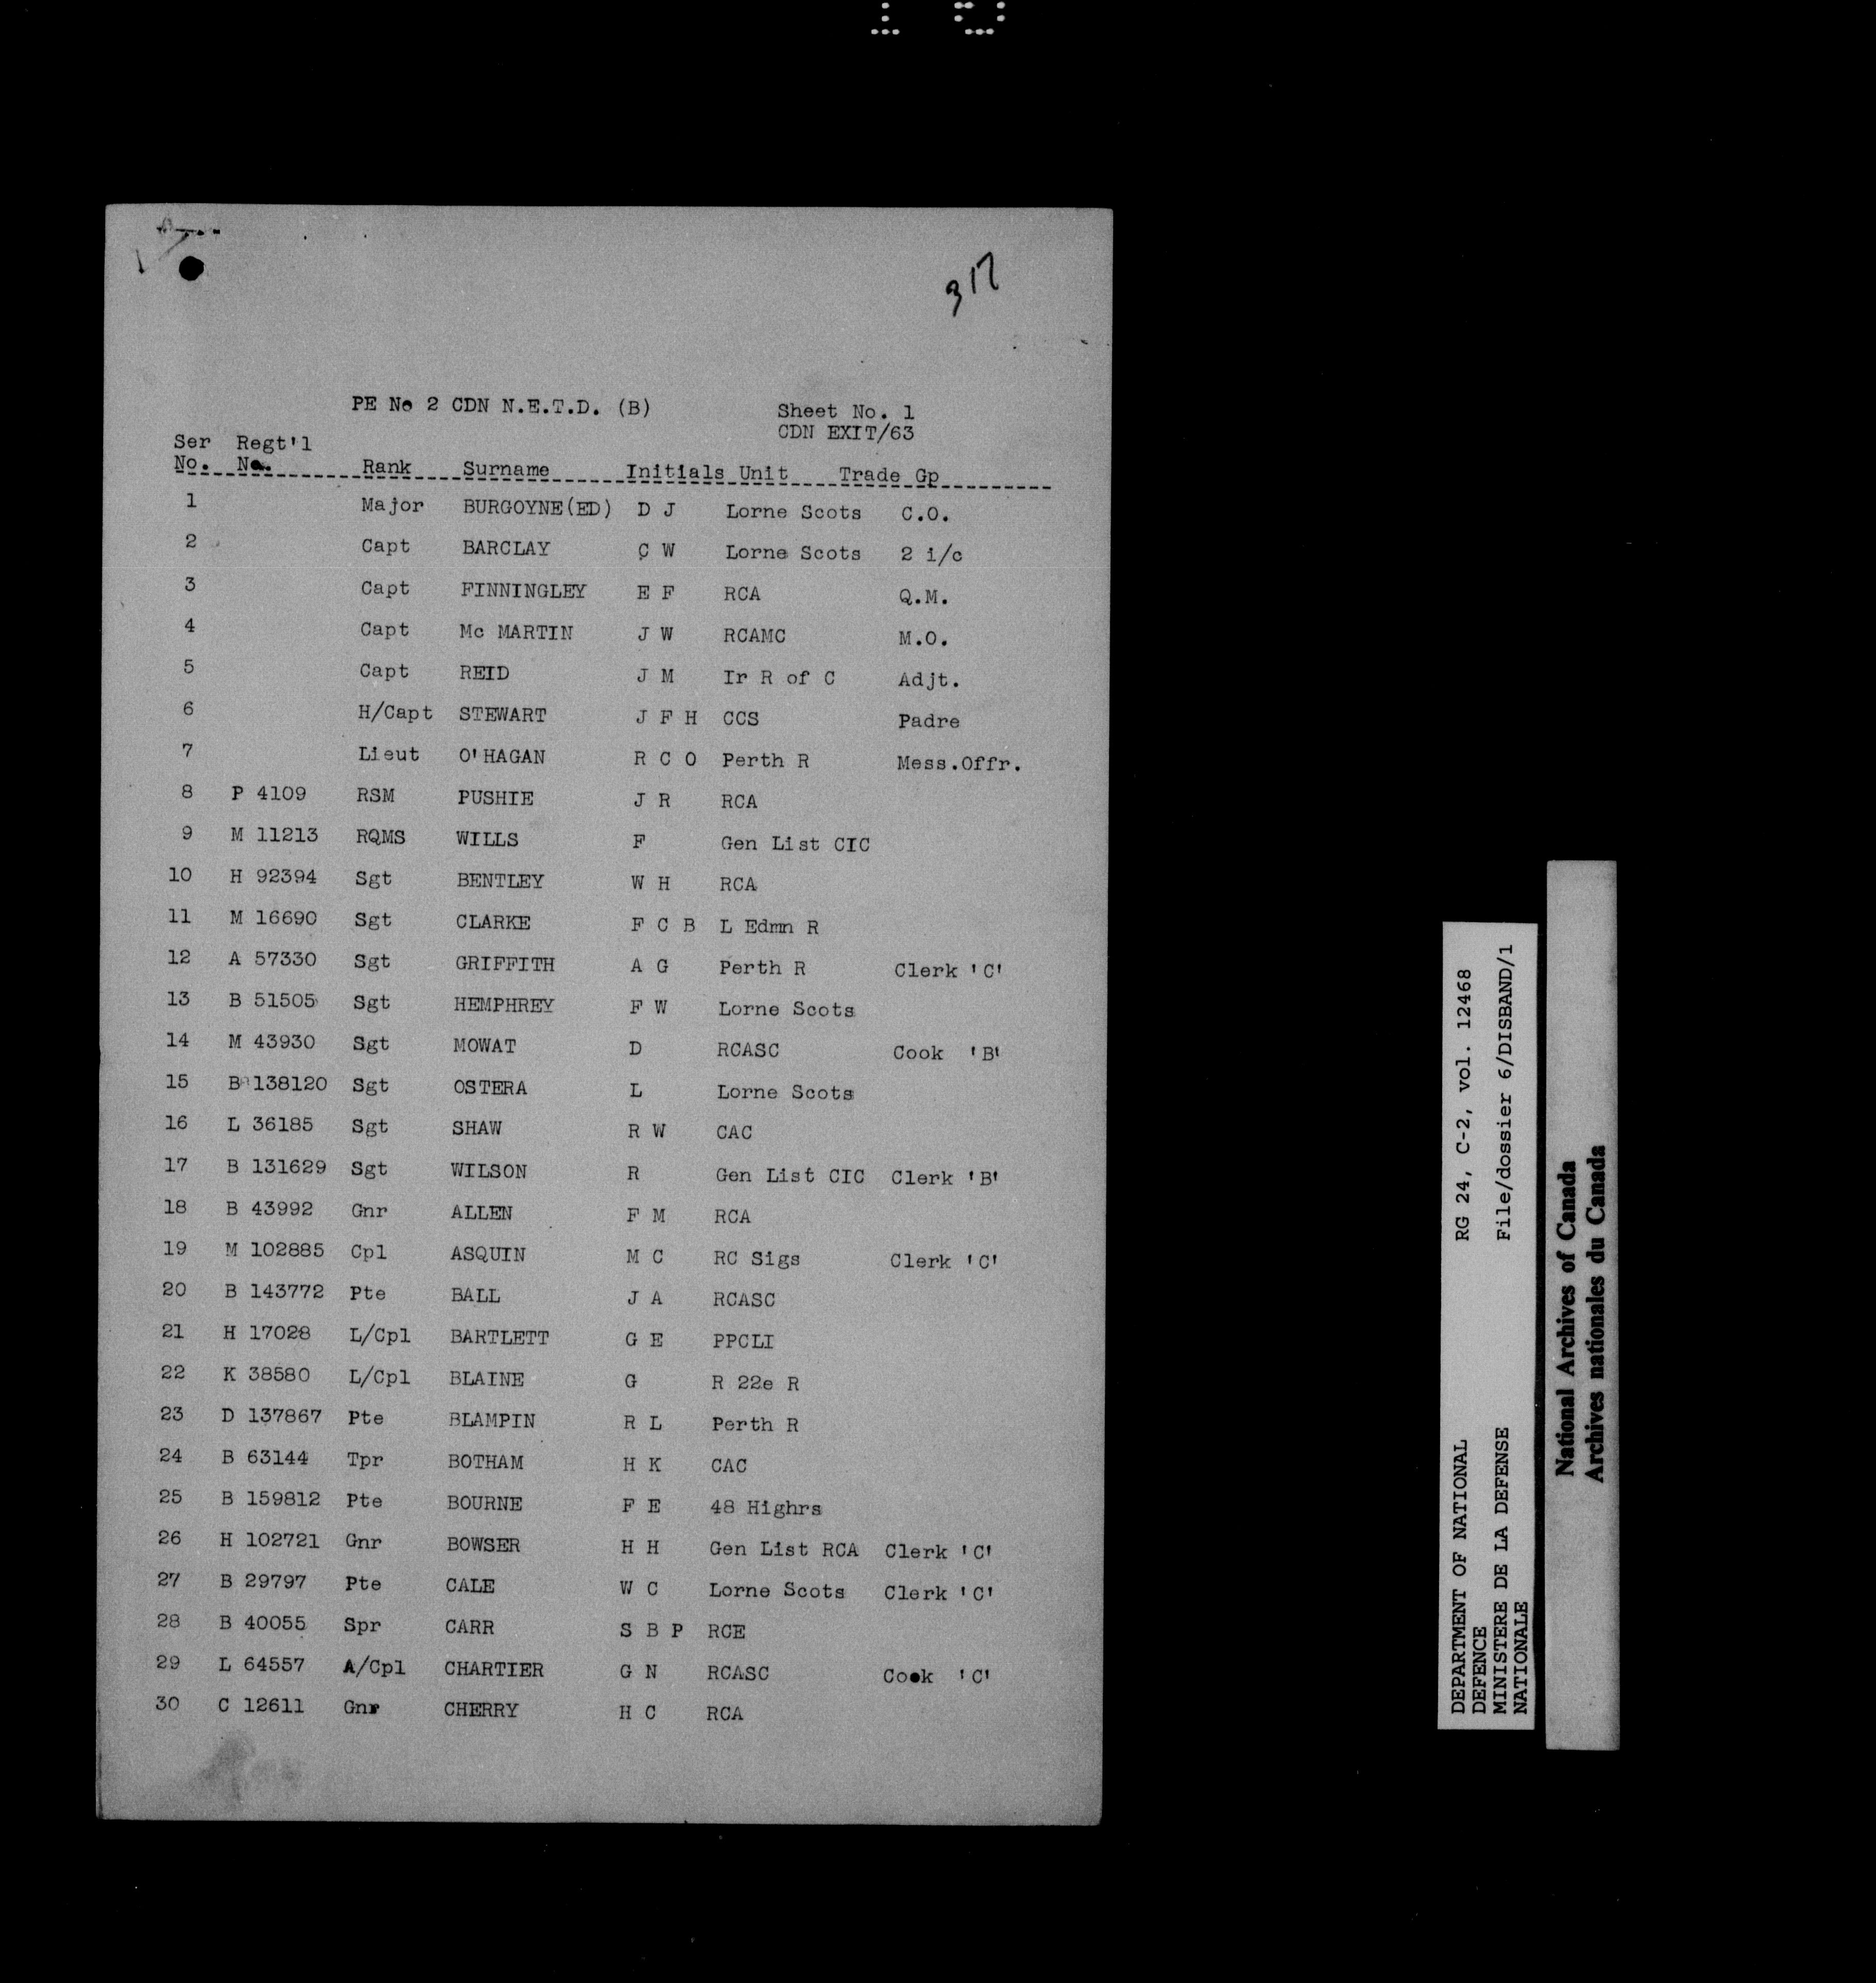 317
PE No 2 CDN N.E.T.D. (B) Sheet No. 1
CDN EXIT/63
Ser Regt'l
No. No. Rank Surname Initials Unit Trade Gp
1 Major BURGOYNE(ED) D J Lorne Scots C.O.
2 Capt BARCLAY C W Lorne Scots 2 i/c
3 Capt FINNINGLEY E F RCA Q.M.
4 Capt Mc MARTIN J W RCAMC M.O.
5 Capt REID J M Ir R of C Adjt.
6 H/Capt STEWART J F H CCS Padre
7 Lieut O'HAGAN R C O Perth R Mess.Offr.
8 P 4109 RSM PUSHIE J R RCA
9 M 11213 RQMS WILLS F Gen List CIC
10 H 92394 Sgt BENTLEY W H RCA
11 M 16690 Sgt CLARKE F C B L Edmn R
12 A 57330 Sgt GRIFFITH A G Perth R Clerk 'C'
13 B 51505 Sgt HEMPHREY F W Lorne Scots
14 M 43930 Sgt MOWAT D RCASC Cook 'B'
15 B 138120 Sgt OSTERA L Lorne Scots
16 L 36185 Sgt SHAW R W CAC
17 B 131629 Sgt WILSON R Gen List CIC Clerk 'B'
18 B 43992 Gnr ALLEN F M RCA
19 M 102885 Cpl ASQUIN M C RC Sigs Clerk 'C'
20 B 143772 Pte BALL J A RCASC
21 H 17028 L/Cpl BARTLETT G E PPCLI
22 K 38580 L/Cpl BLAINE G R 22e R
23 D 137867 Pte BLAMPIN R L Perth R
24 B 63144 Tpr BOTHAM H K CAC
25 B 159812 Pte BOURNE F E 48 Highrs
26 H 102721 Gnr BOWSER H H Gen List RCA Clerk 'C'
27 B 29797 Pte CALE W C Lorne Scots Clerk 'C'
28 B 40055 Spr CARR S B P RCE
29 L 64557 A/Cpl CHARTIER G N RCASC Cook 'C'
30 C 12611 Gnr CHERRY H C RCA
DEPARTMENT OF NATIONAL RG 24, C-2, vol. 12468
DEFENCE
MINISTERE DE LA DEFENSE File/dossier 6/DISBAND/1
NATIONALE
National Archives of Canada
Archives nationales du Canada